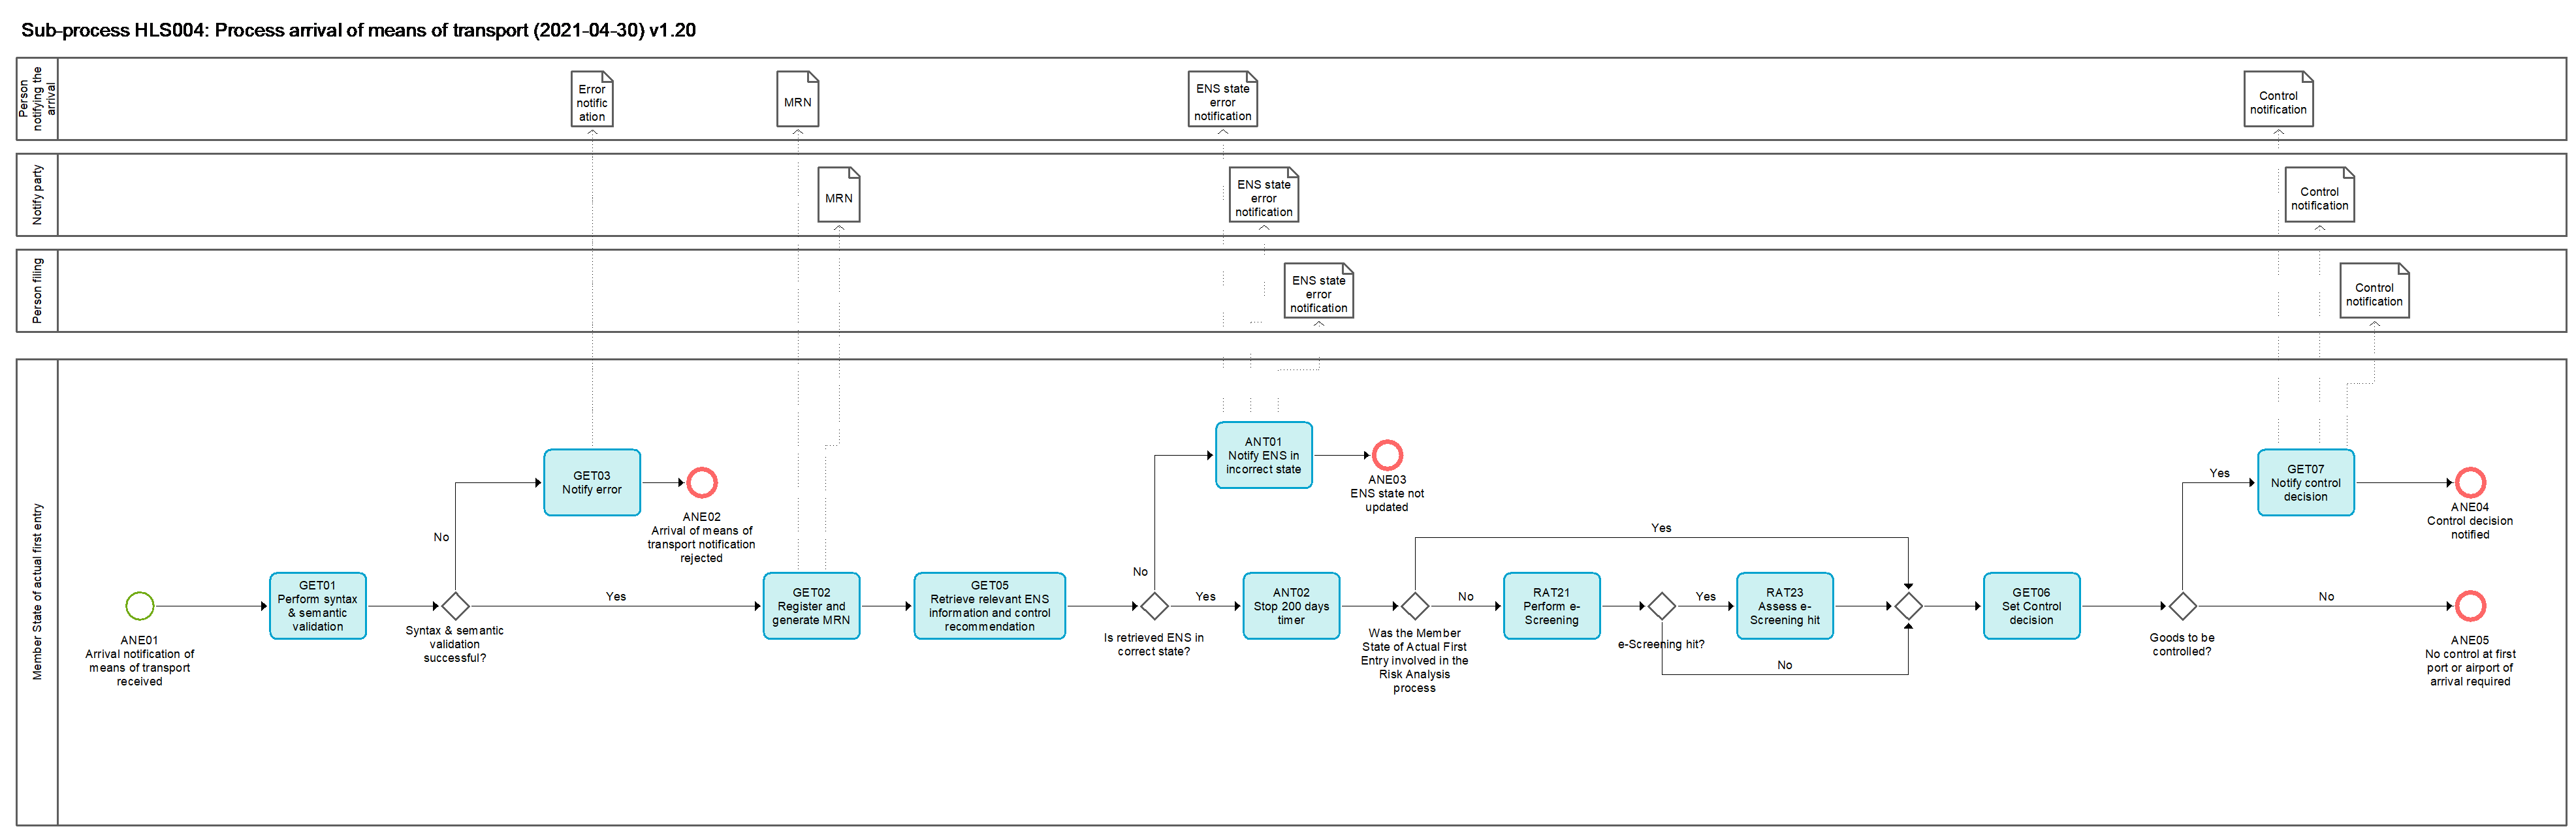 Sub-process HLS004: Process arrival of means of transport (2021-04-30) v1.20
Person
notifying the
arrival
Error
notific
ation
MRN
ENS state
error
notification
Control
notification
Notify party
MRN
ENS state
error
notification
Control
notification
Person filing
ENS state
error
notification
Control
notification
Member State of actual first entry
ANE01
Arrival notification of
means of transport
received
GET01
Perform syntax
& semantic
validation
Syntax & semantic
validation
successful?
No
GET03
Notify error
ANE02
Arrival of means of
transport notification
rejected
Yes
GET02
Register and
generate MRN
GET05
Retrieve relevant ENS
information and control
recommendation
Is retrieved ENS in
correct state?
No
ANT01
Notify ENS in
incorrect state
ANE03
ENS state not
updated
Yes
ANT02
Stop 200 days
timer
Was the Member
State of Actual First
Entry involved in the
Risk Analysis
process
Yes
No
RAT21
Perform e-
Screening
e-Screening hit?
Yes
RAT23
Assess e-
Screening hit
No
GET06
Set Control
decision
Goods to be
controlled?
Yes
GET07
Notify control
decision
ANE04
Control decision
notified
No
ANE05
No control at first
port or airport of
arrival required